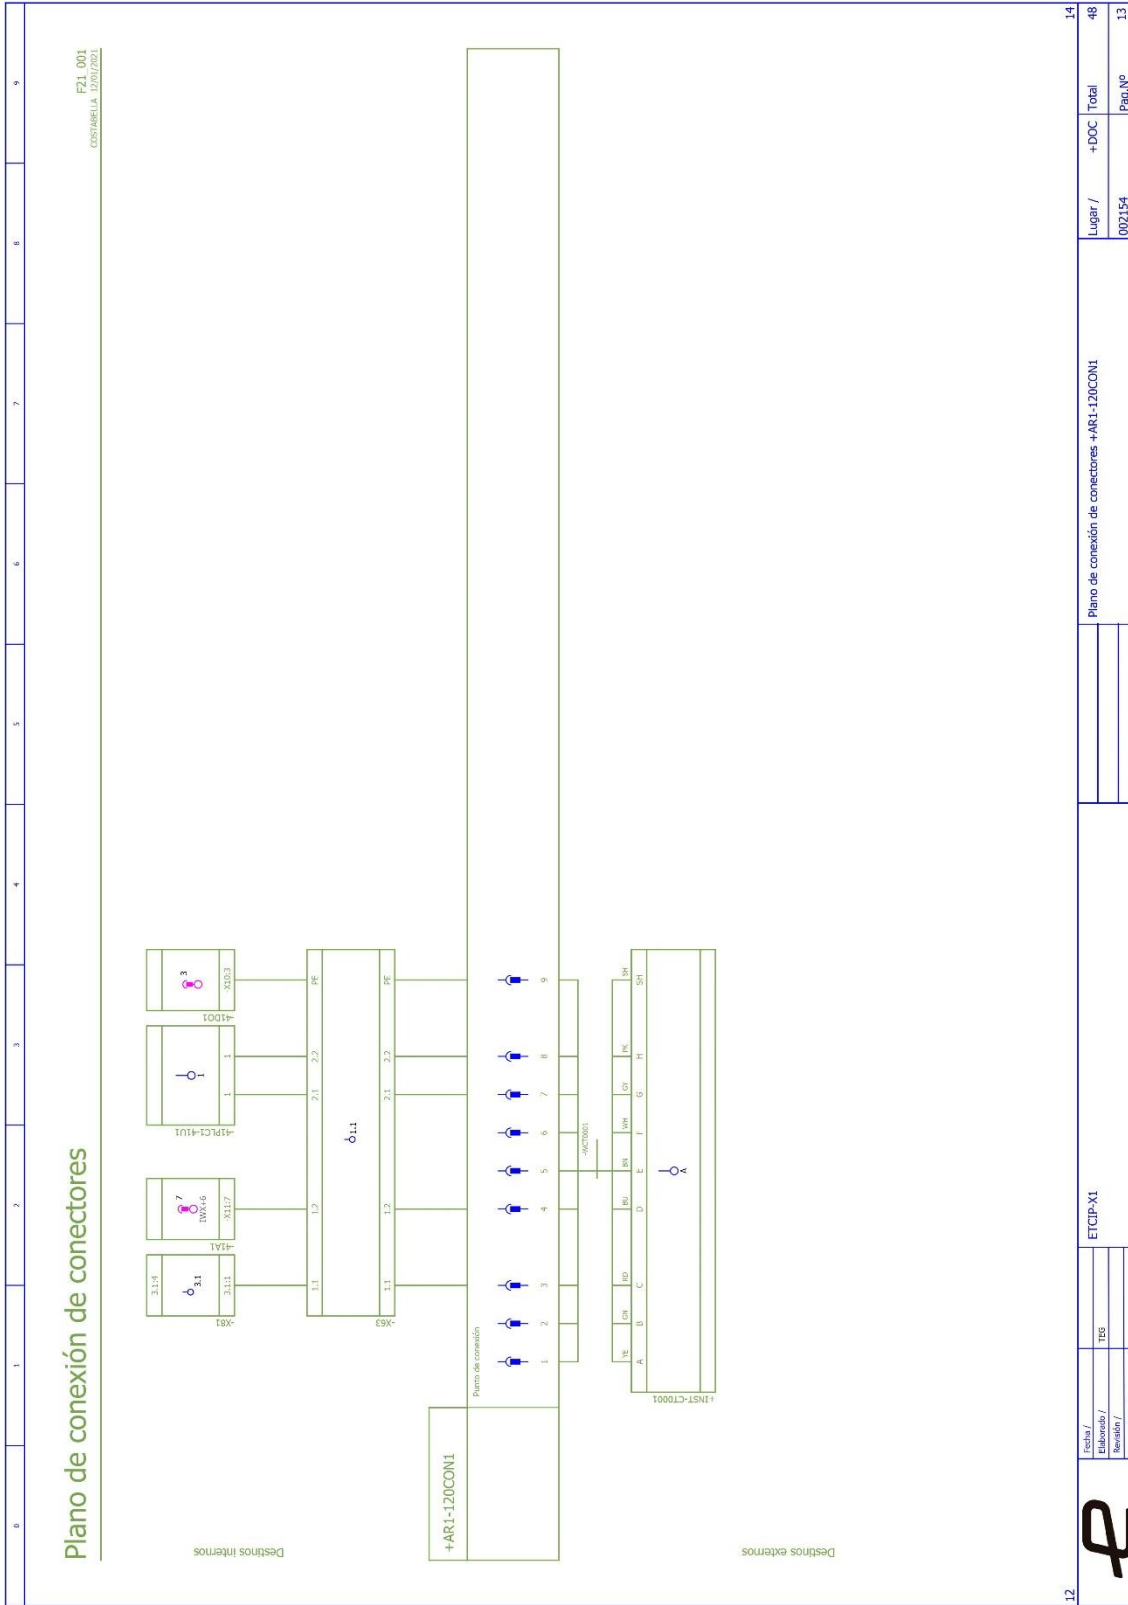 0 1 2 3 4 5 6 7 8 9
Plano de conexión de conectores
F21_001
COSTABELLA 12/01/2021
Destinos internos
3.1:4
3.1
3.1:1
-X81
7
IWX+6
-X11:7
-41A1
1
1 1
-41PLC1-41U1
3
-X10:3
-41DO1
1.1 1.2 2.1 2.2 PE
1.1
1.1 1.2 2.1 2.2 PE
-X63
+AR1-120CON1
Punto de conexión
1 2 3 4 5 6 7 8 9
-WCT0001
YE GN RD BU BN WH GY PK SH
A B C D E F G H SH
A
+INST-CT0001
Destinos externos
12
14
Fecha /
Elaborado / TEG
Revisión /
ETCIP-X1
Plano de conexión de conectores +AR1-120CON1
Lugar / +DOC Total 48
002154 Pag.Nº 13